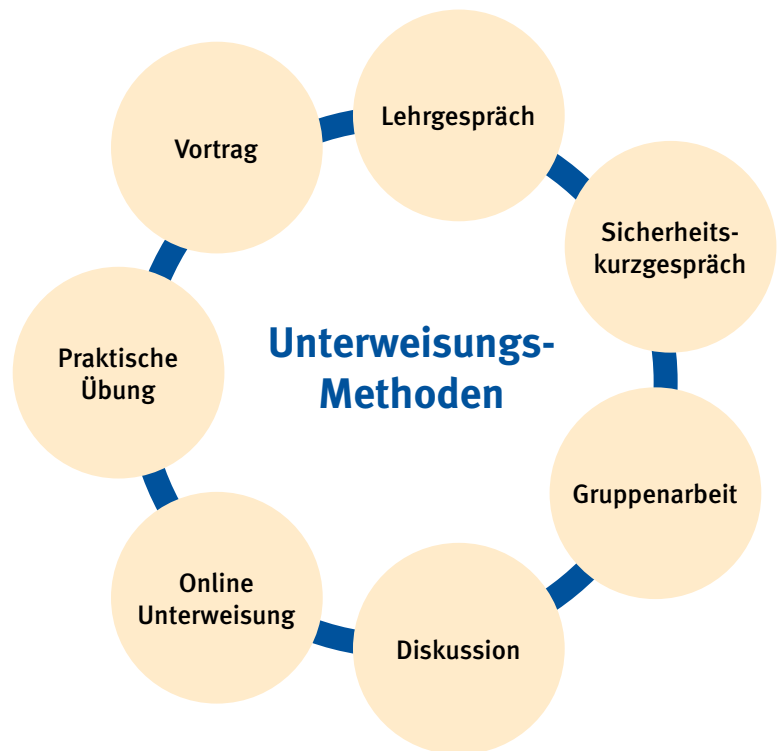 Lehrgespräch
Vortrag
Sicherheits-
kurzgespräch
Unterweisungs-
Methoden
Praktische
Übung
Gruppenarbeit
Online
Unterweisung
Diskussion